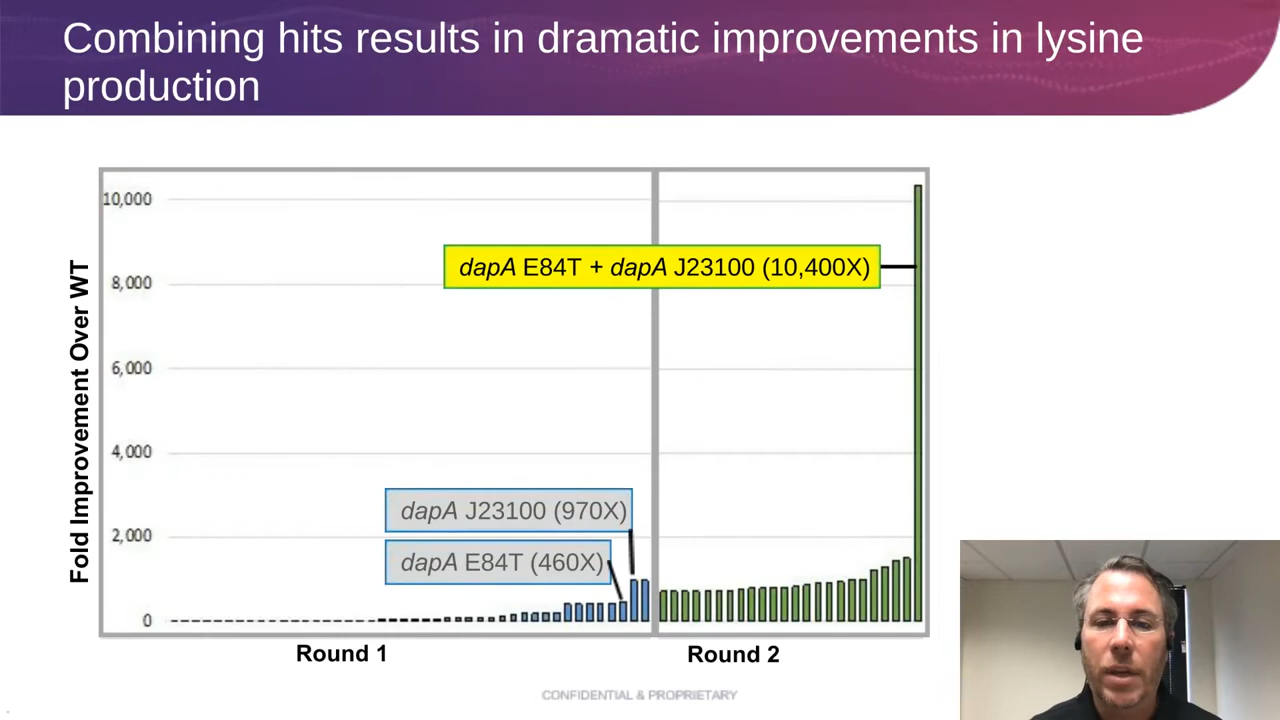 Combining hits results in dramatic improvements in lysine
production
Fold Improvement Over WT
10,000
8,000
6,000
4,000
2,000
0
dapA E84T + dapA J23100 (10,400X)
dapA J23100 (970X)
dapA E84T (460X)
Round 1
Round 2
CONFIDENTIAL & PROPRIETARY